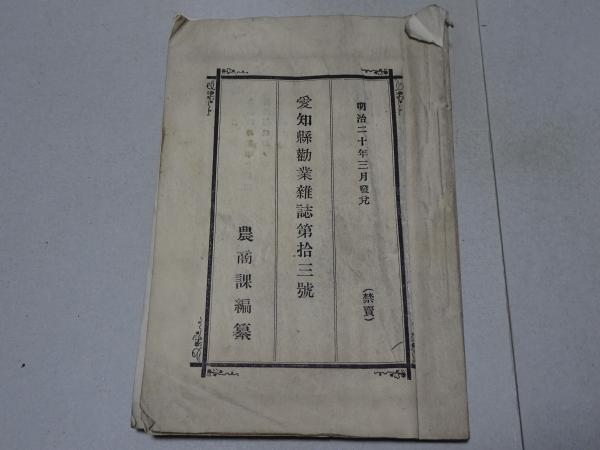 明治二十年三月發兌
(禁賣)
愛知縣勸業雜誌第拾三號
農商課編纂